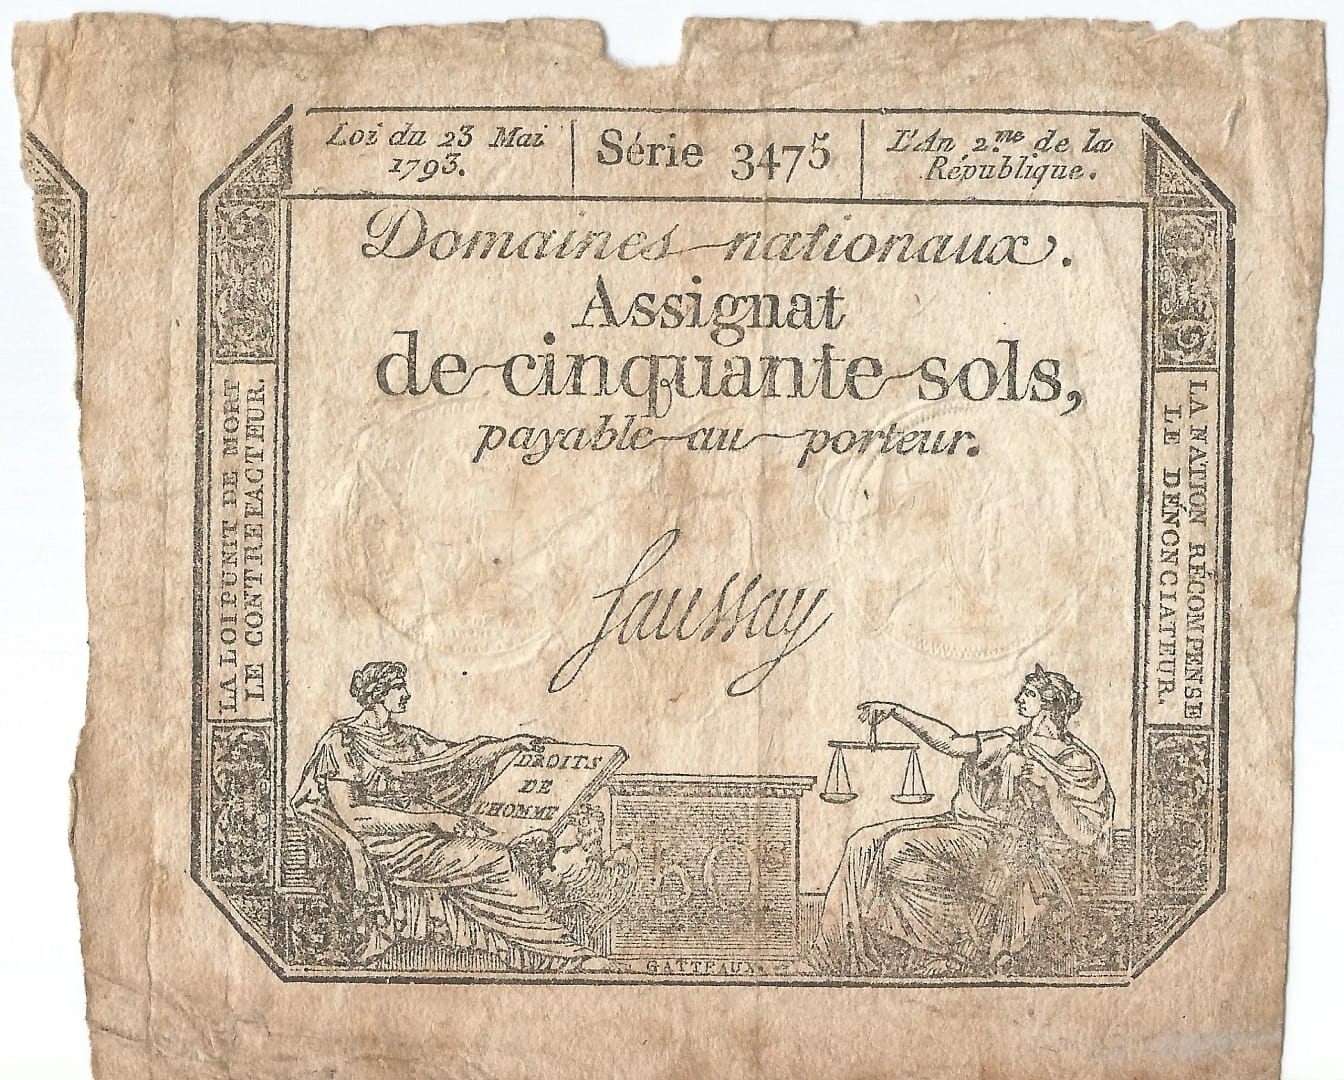 Loi du 23 Mai
1793.
Série 3475
L'An 2.me de la
République.
Domaines nationaux.
Assignat
de cinquante sols,
payable au porteur.
Saussay
LA LOI PUNIT DE MORT
LE CONTREFACTEUR.
LA NATION RÉCOMPENSE
LE DÉNONCIATEUR.
DROITS
DE
L'HOMME
50 S
GATTEAUX.